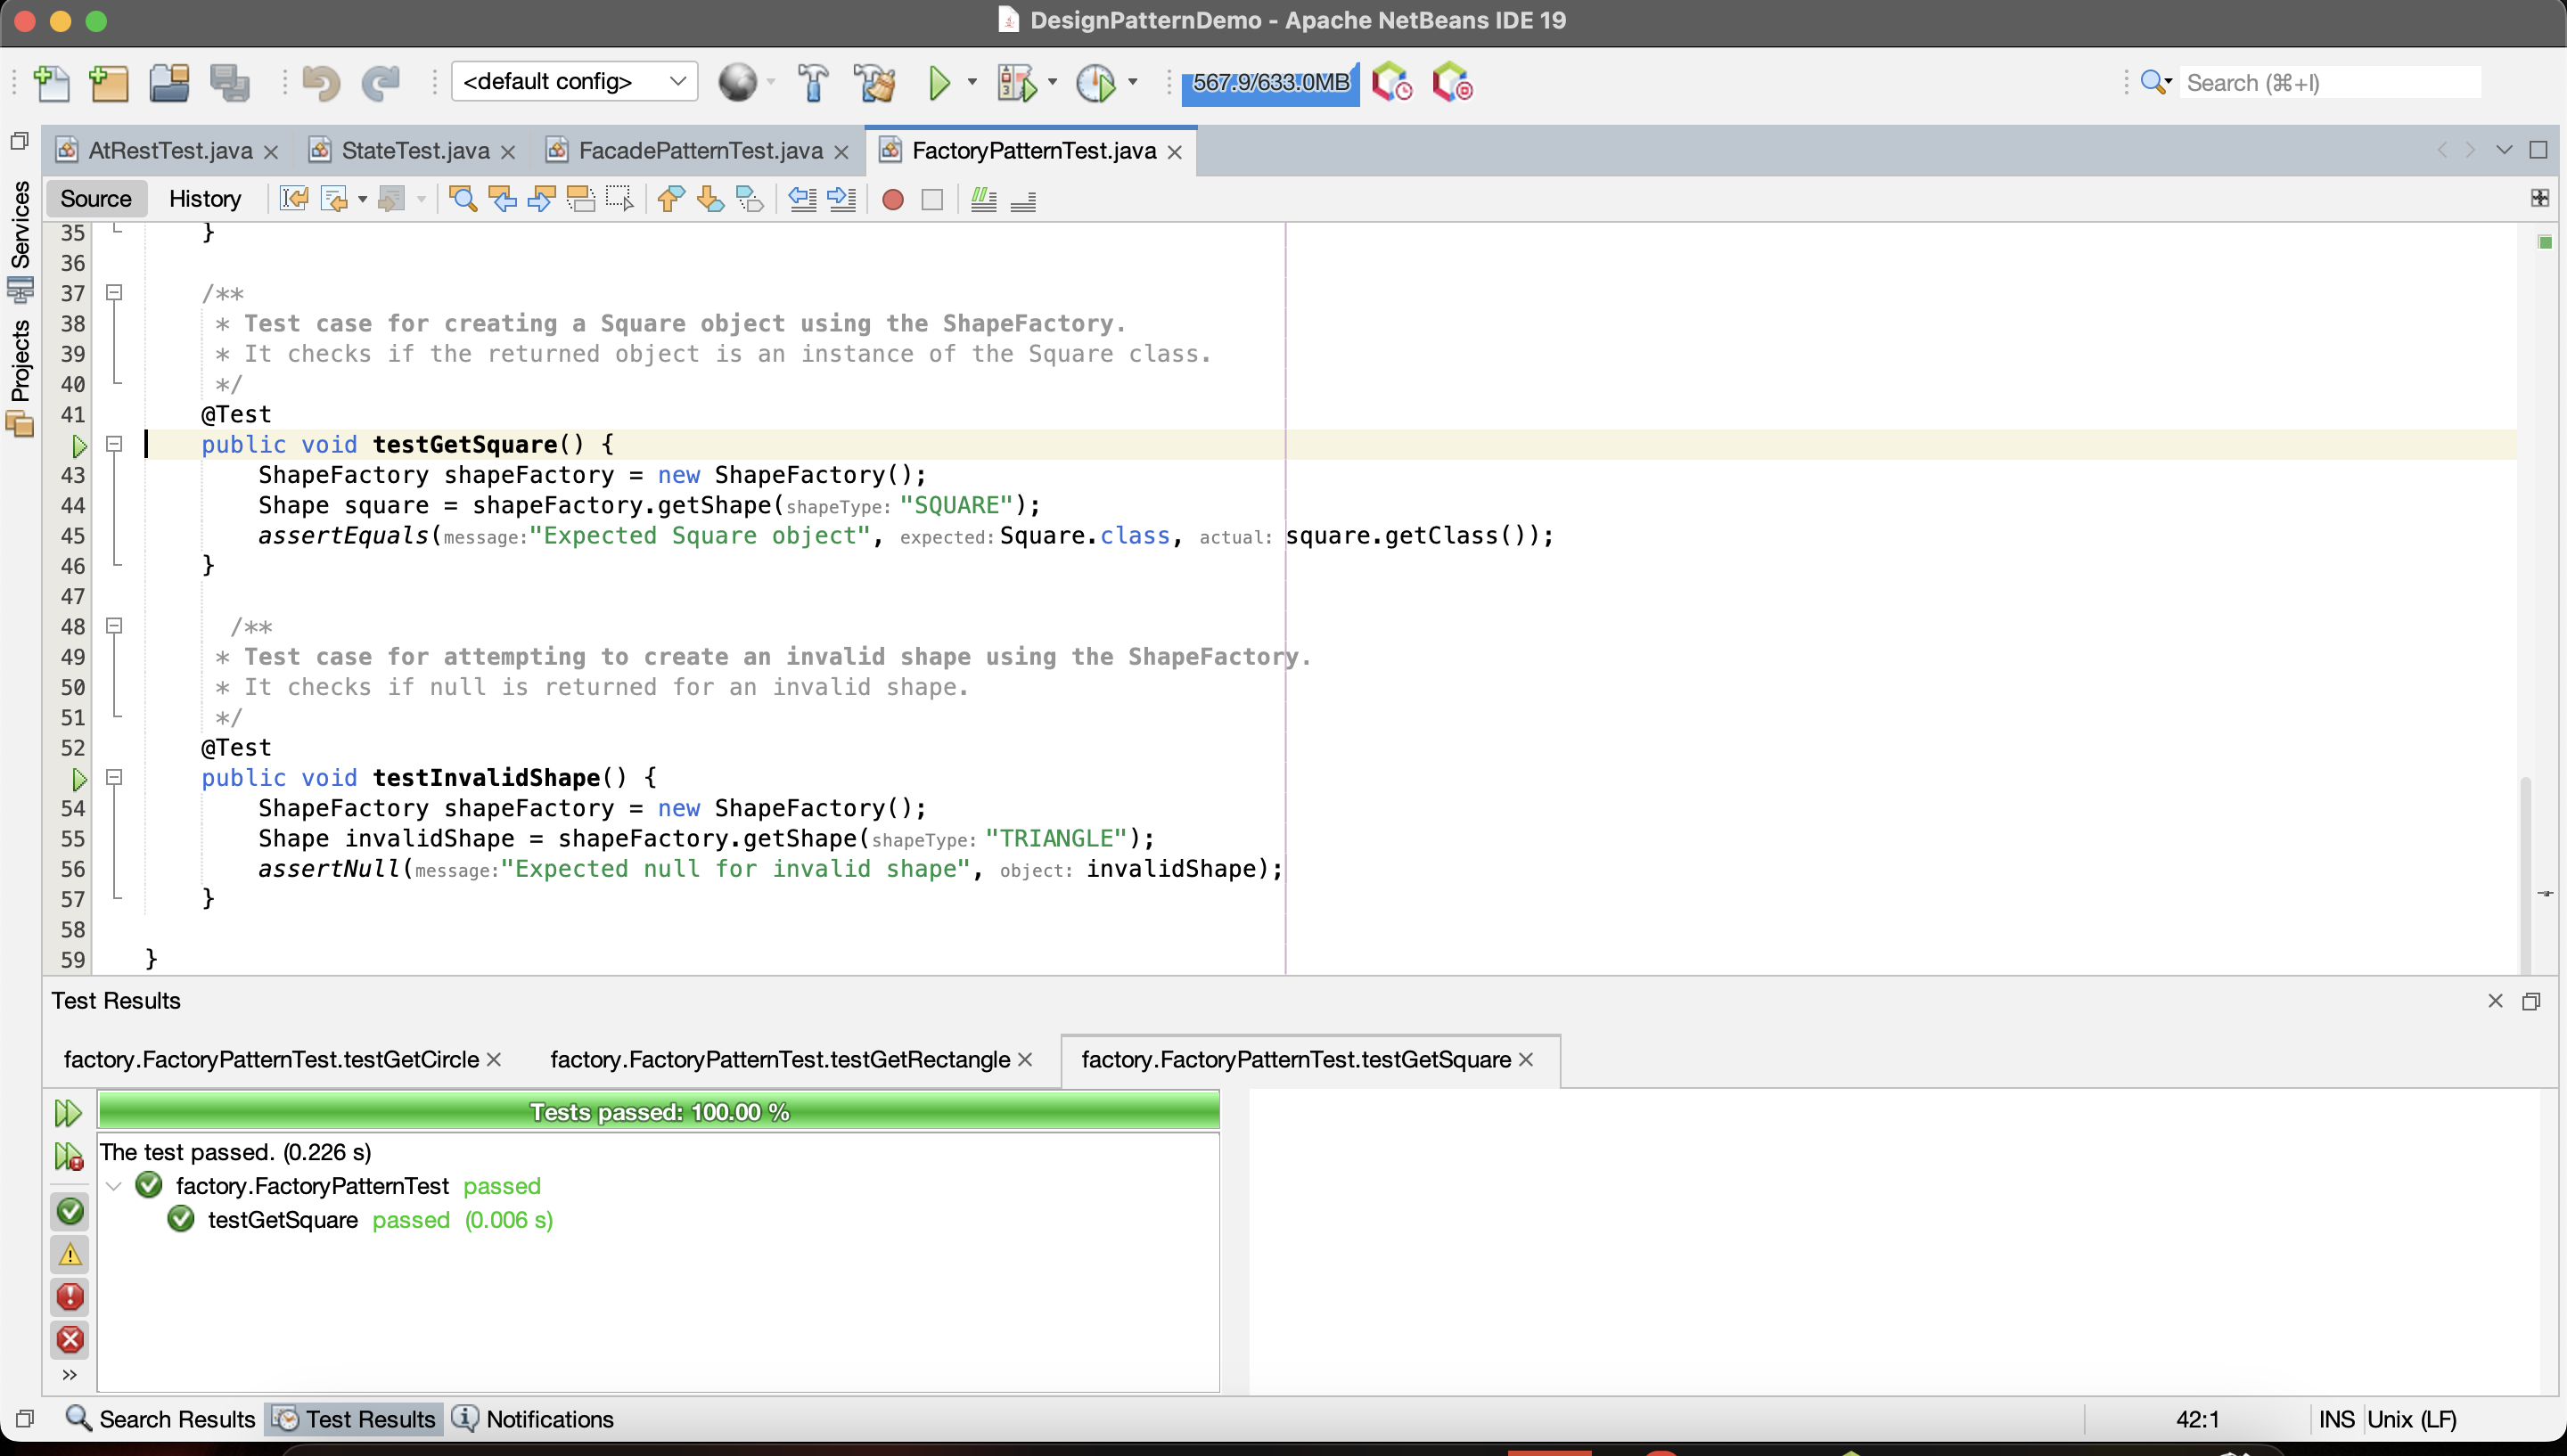 DesignPatternDemo - Apache NetBeans IDE 19
<default config>
567.9/633.0MB
Search (⌘+I)
AtRestTest.java
StateTest.java
FacadePatternTest.java
FactoryPatternTest.java
Source
History
Services
Projects
35 }
36
37 /**
38 * Test case for creating a Square object using the ShapeFactory.
39 * It checks if the returned object is an instance of the Square class.
40 */
41 @Test
public void testGetSquare() {
43 ShapeFactory shapeFactory = new ShapeFactory();
44 Shape square = shapeFactory.getShape(shapeType: "SQUARE");
45 assertEquals(message:"Expected Square object", expected: Square.class, actual: square.getClass());
46 }
47
48 /**
49 * Test case for attempting to create an invalid shape using the ShapeFactory.
50 * It checks if null is returned for an invalid shape.
51 */
52 @Test
public void testInvalidShape() {
54 ShapeFactory shapeFactory = new ShapeFactory();
55 Shape invalidShape = shapeFactory.getShape(shapeType: "TRIANGLE");
56 assertNull(message:"Expected null for invalid shape", object: invalidShape);
57 }
58
59 }
Test Results
factory.FactoryPatternTest.testGetCircle
factory.FactoryPatternTest.testGetRectangle
factory.FactoryPatternTest.testGetSquare
Tests passed: 100.00 %
The test passed. (0.226 s)
factory.FactoryPatternTest passed
testGetSquare passed (0.006 s)
Search Results
Test Results
Notifications
42:1
INS
Unix (LF)